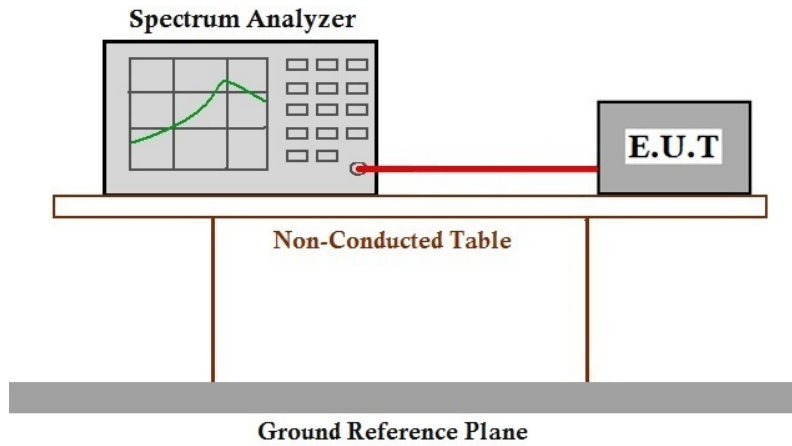 Spectrum Analyzer
E.U.T
Non-Conducted Table
Ground Reference Plane